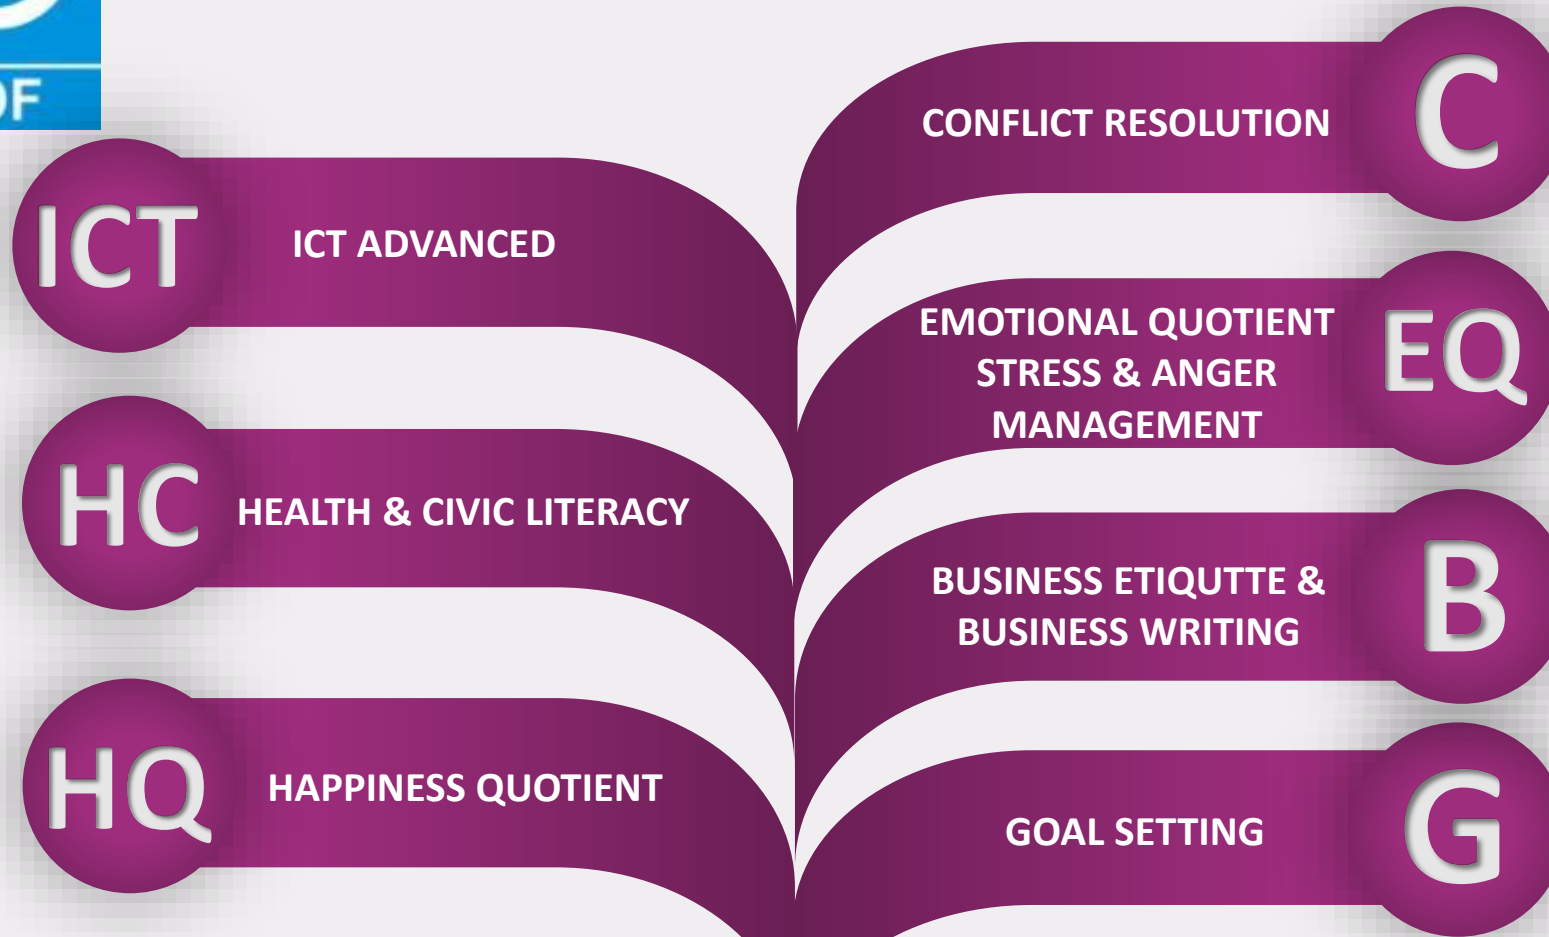 OF
ICT
ICT ADVANCED
HC
HEALTH & CIVIC LITERACY
HQ
HAPPINESS QUOTIENT
CONFLICT RESOLUTION
C
EMOTIONAL QUOTIENT
STRESS & ANGER
MANAGEMENT
EQ
BUSINESS ETIQUTTE &
BUSINESS WRITING
B
GOAL SETTING
G